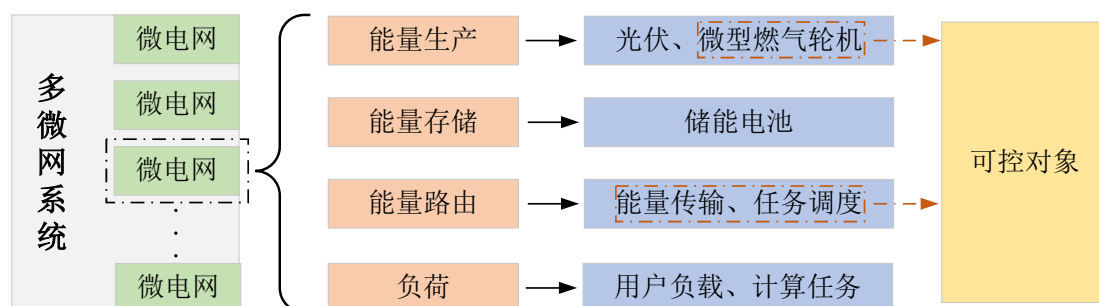 多微网系统
微电网
微电网
微电网
微电网
能量生产
光伏、微型燃气轮机
能量存储
储能电池
能量路由
能量传输、任务调度
负荷
用户负载、计算任务
可控对象